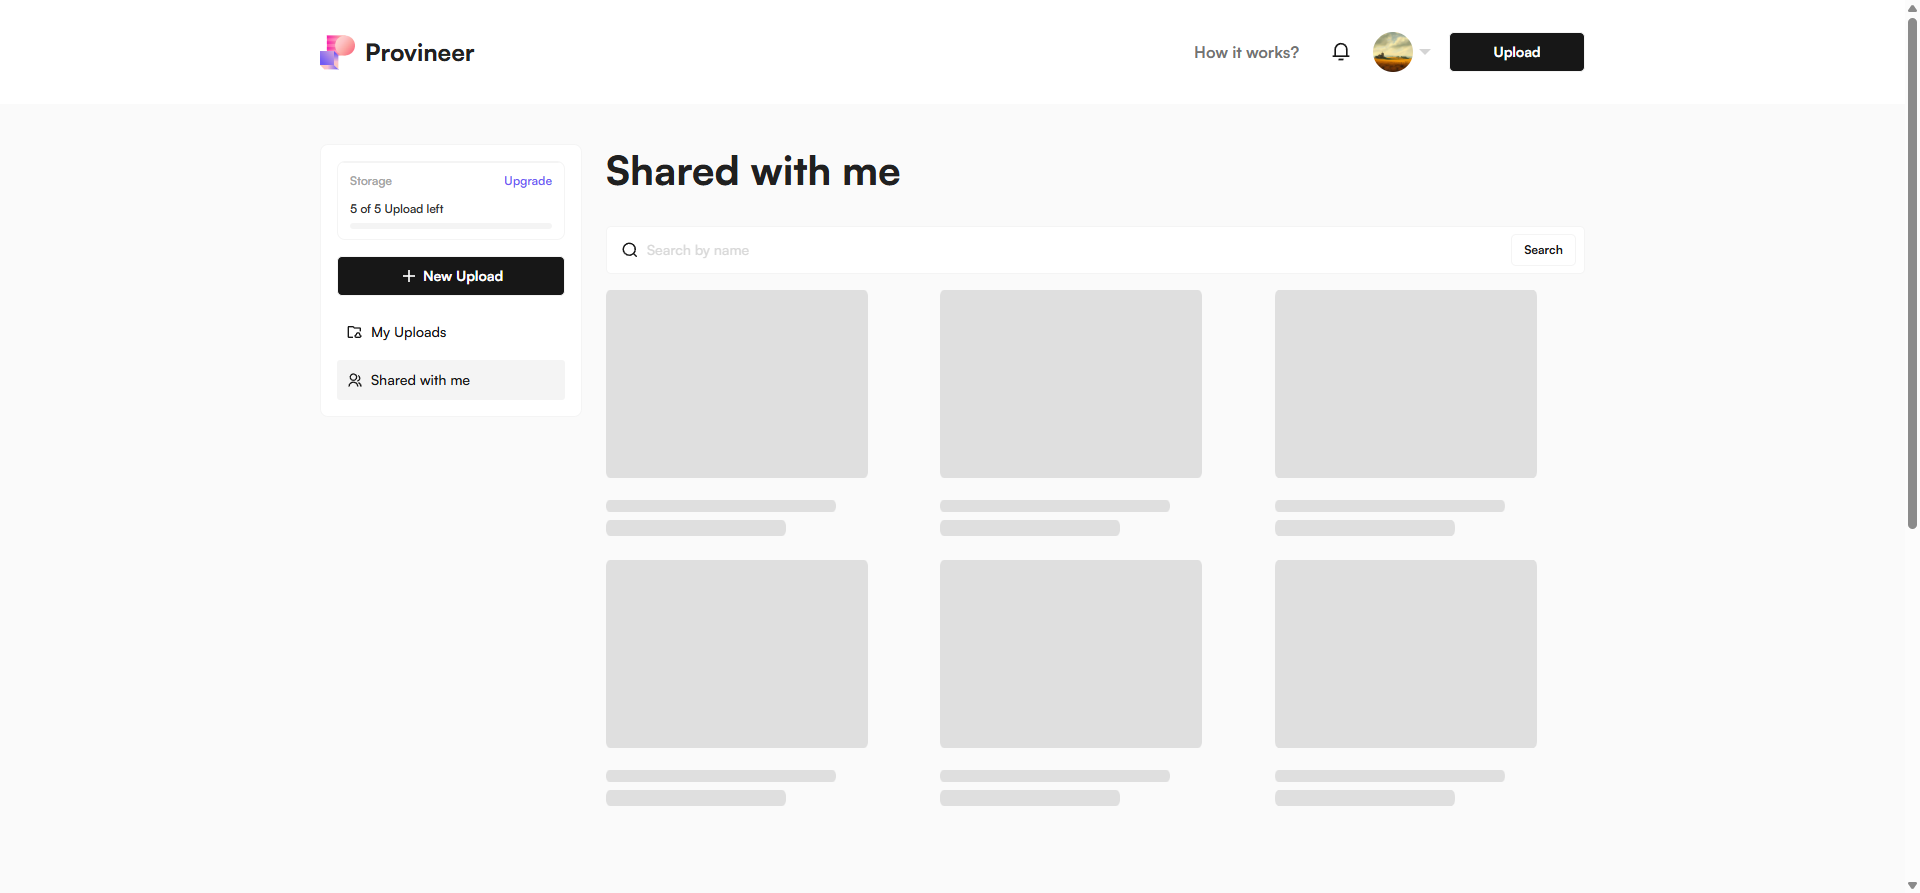 Provineer
How it works?
Upload
Storage
Upgrade
5 of 5 Upload left
New Upload
My Uploads
Shared with me
Shared with me
Search by name
Search